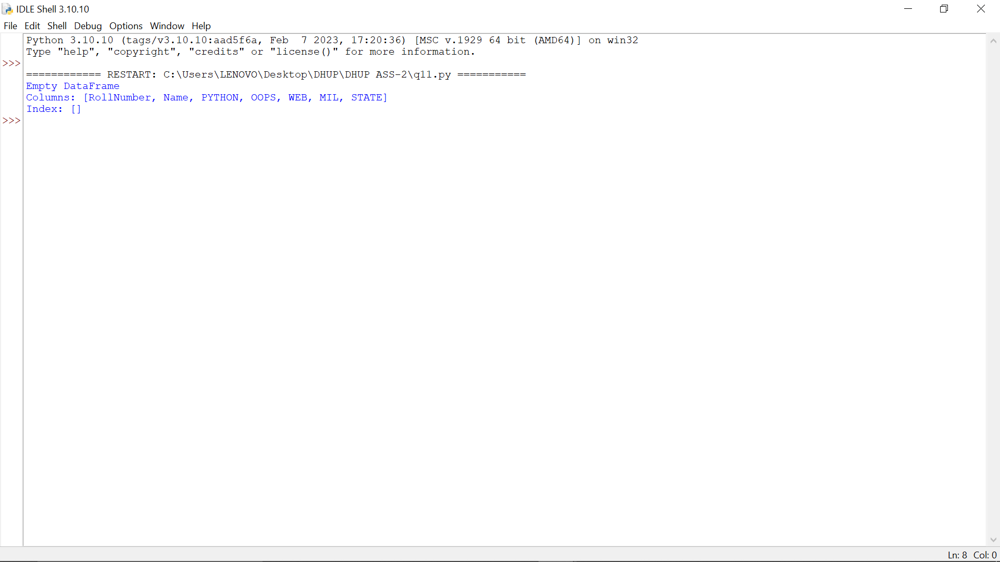 IDLE Shell 3.10.10
File Edit Shell Debug Options Window Help
Python 3.10.10 (tags/v3.10.10:aad5f6a, Feb  7 2023, 17:20:36) [MSC v.1929 64 bit (AMD64)] on win32
Type "help", "copyright", "credits" or "license()" for more information.
>>>
============ RESTART: C:\Users\LENOVO\Desktop\DHUP\DHUP ASS-2\q11.py ===========
Empty DataFrame
Columns: [RollNumber, Name, PYTHON, OOPS, WEB, MIL, STATE]
Index: []
>>>
Ln: 8 Col: 0